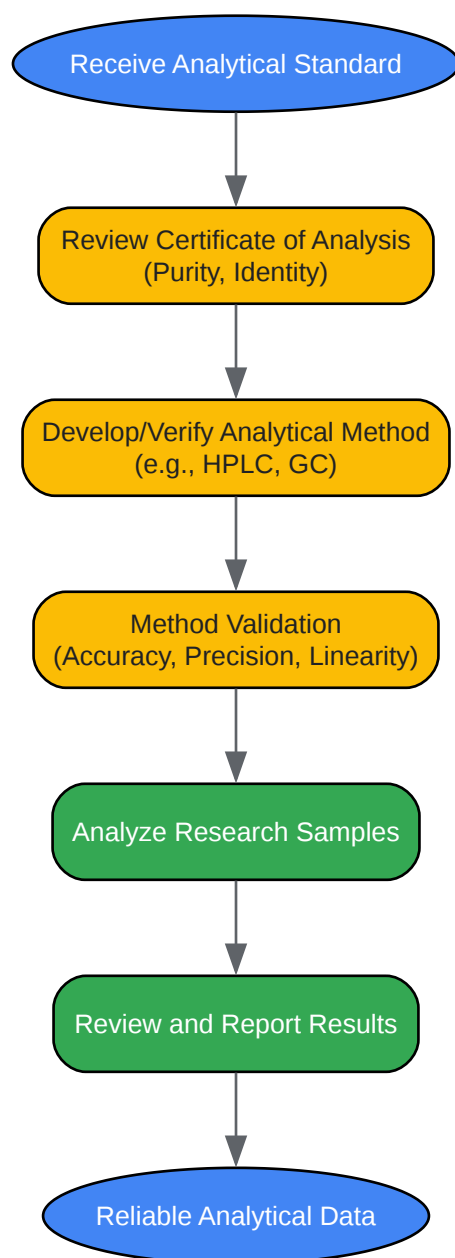 Receive Analytical Standard
Review Certificate of Analysis
(Purity, Identity)
Develop/Verify Analytical Method
(e.g., HPLC, GC)
Method Validation
(Accuracy, Precision, Linearity)
Analyze Research Samples
Review and Report Results
Reliable Analytical Data